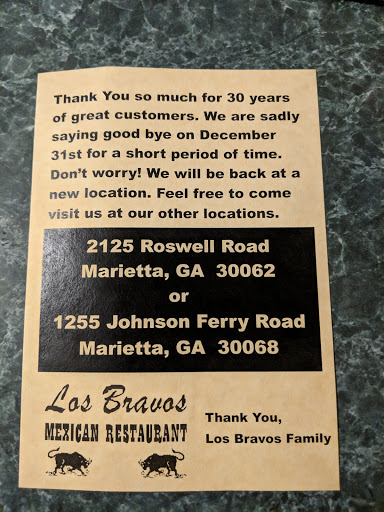 Thank You so much for 30 years
of great customers. We are sadly
saying good bye on December
31st for a short period of time.
Don't worry! We will be back at a
new location. Feel free to come
visit us at our other locations.
2125 Roswell Road
Marietta, GA 30062
or
1255 Johnson Ferry Road
Marietta, GA 30068
Los Bravos
MEXICAN RESTAURANT
Thank You,
Los Bravos Family